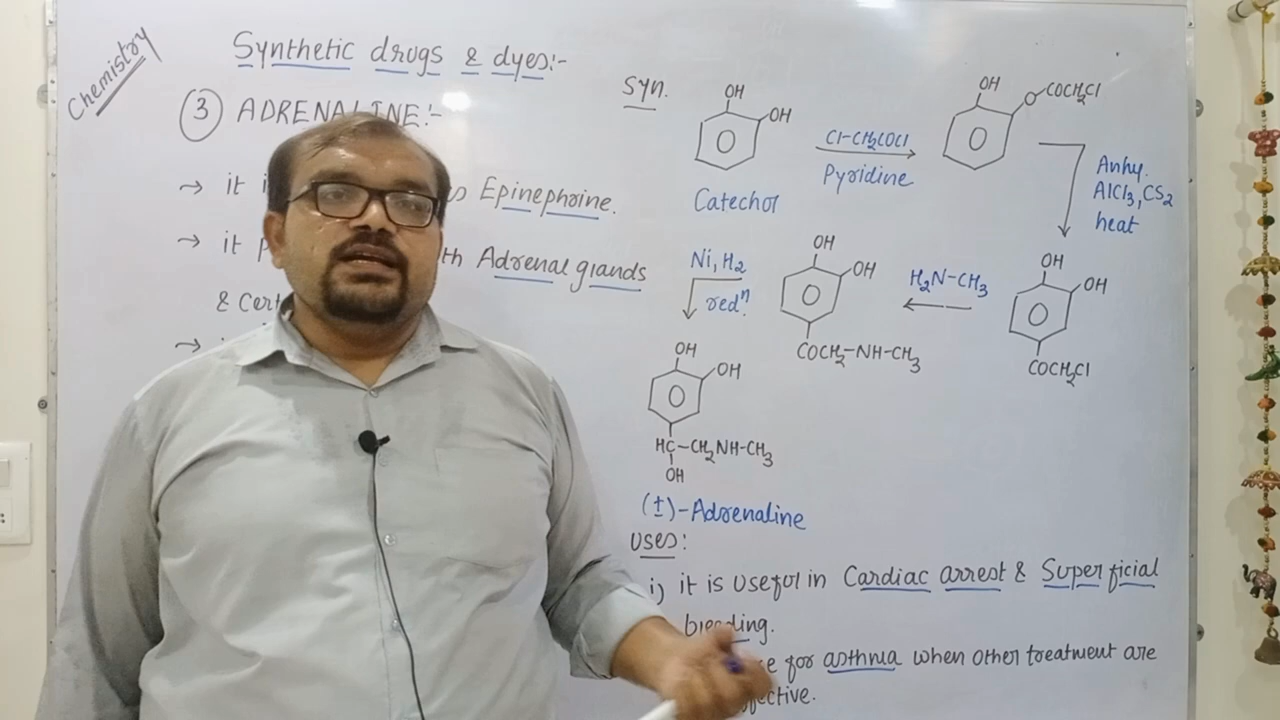 Chemistry
Synthetic drugs & dyes:-
③ ADRENALINE:-
→ it i s Epinephrine.
→ it p th Adrenal glands
& Cert
→
Syn.
OH
OH
Catechol
Cl-CH2COCl
Pyridine
OH
O COCH2Cl
Anhy.
AlCl3, CS2
heat
OH
OH
COCH2Cl
H2N-CH3
OH
OH
COCH2-NH-CH3
Ni, H2
redn.
OH
OH
HC-CH2NH-CH3
OH
(±)-Adrenaline
uses:
i) it is useful in Cardiac arrest & Superficial
bleeding.
for asthma when other treatment are